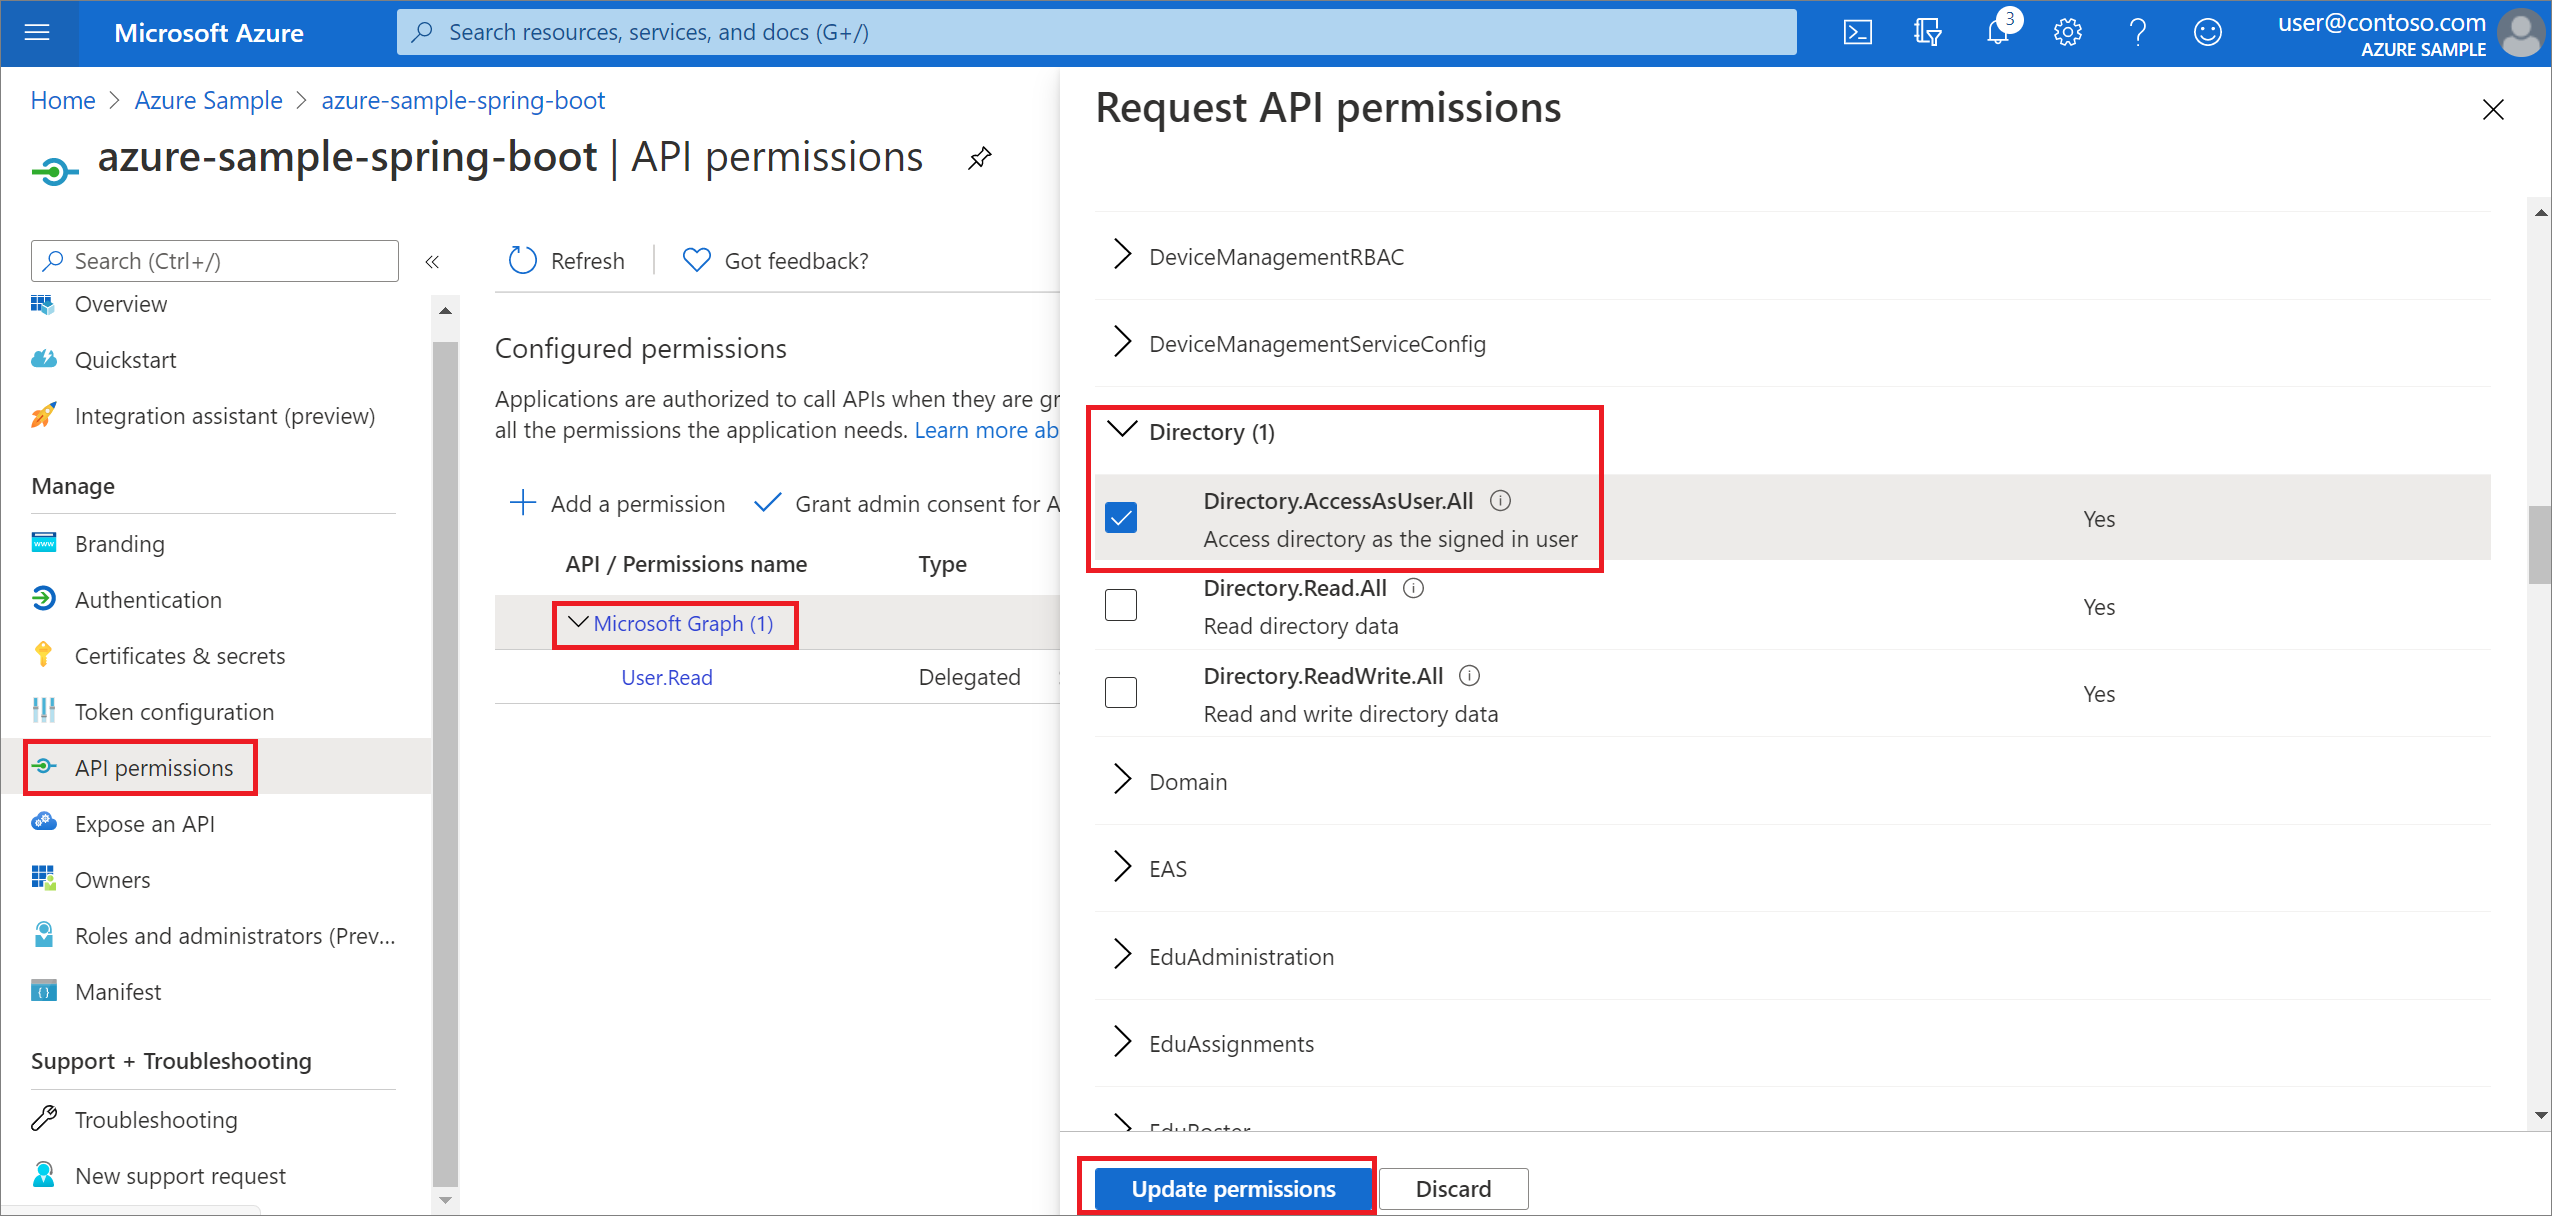 Microsoft Azure
Search resources, services, and docs (G+/)
3
user@contoso.com
AZURE SAMPLE
Home > Azure Sample > azure-sample-spring-boot
azure-sample-spring-boot | API permissions
Search (Ctrl+/)
«
Overview
Quickstart
Integration assistant (preview)
Manage
Branding
Authentication
Certificates & secrets
Token configuration
API permissions
Expose an API
Owners
Roles and administrators (Prev...
Manifest
Support + Troubleshooting
Troubleshooting
New support request
Refresh
Got feedback?
Configured permissions
Applications are authorized to call APIs when they are gr
all the permissions the application needs. Learn more ab
Add a permission
Grant admin consent for A
API / Permissions name
Type
Microsoft Graph (1)
User.Read
Delegated
Request API permissions
DeviceManagementRBAC
DeviceManagementServiceConfig
Directory (1)
Directory.AccessAsUser.All
Access directory as the signed in user
Yes
Directory.Read.All
Read directory data
Yes
Directory.ReadWrite.All
Read and write directory data
Yes
Domain
EAS
EduAdministration
EduAssignments
EduRoster
Update permissions
Discard